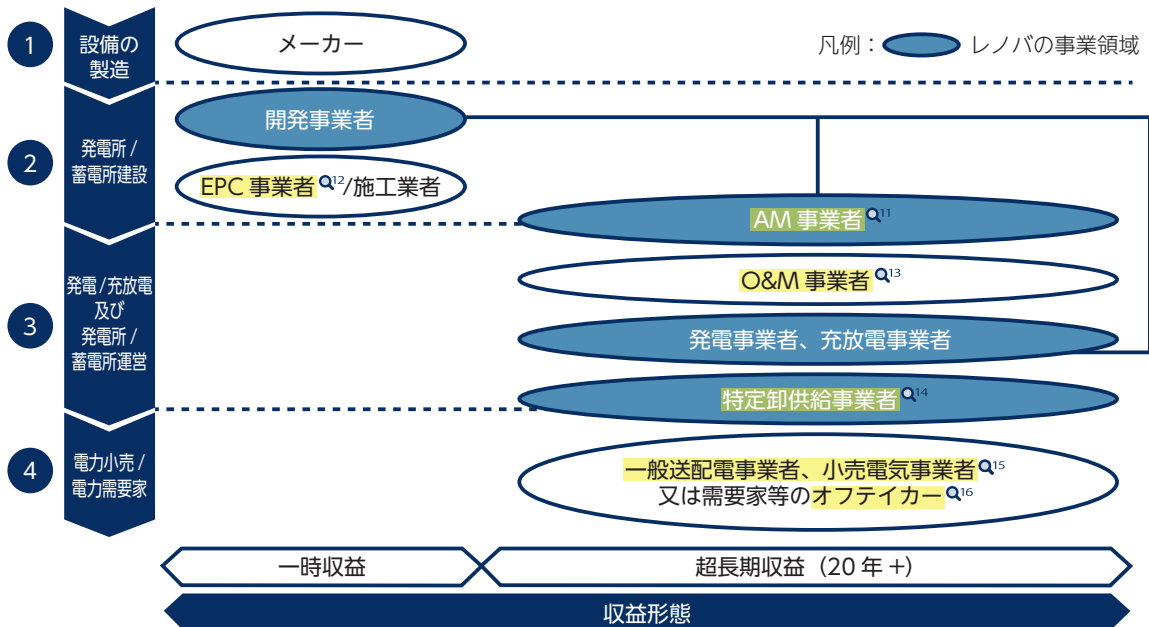 1
設備の
製造
メーカー
凡例：
レノバの事業領域
2
発電所 /
蓄電所建設
開発事業者
EPC 事業者12/施工業者
AM 事業者11
3
発電 /充放電
及び
発電所 /
蓄電所運営
O&M 事業者13
発電事業者、充放電事業者
特定卸供給事業者14
4
電力小売 /
電力需要家
一般送配電事業者、小売電気事業者15
又は需要家等のオフテイカー16
一時収益
超長期収益（20 年 +）
収益形態